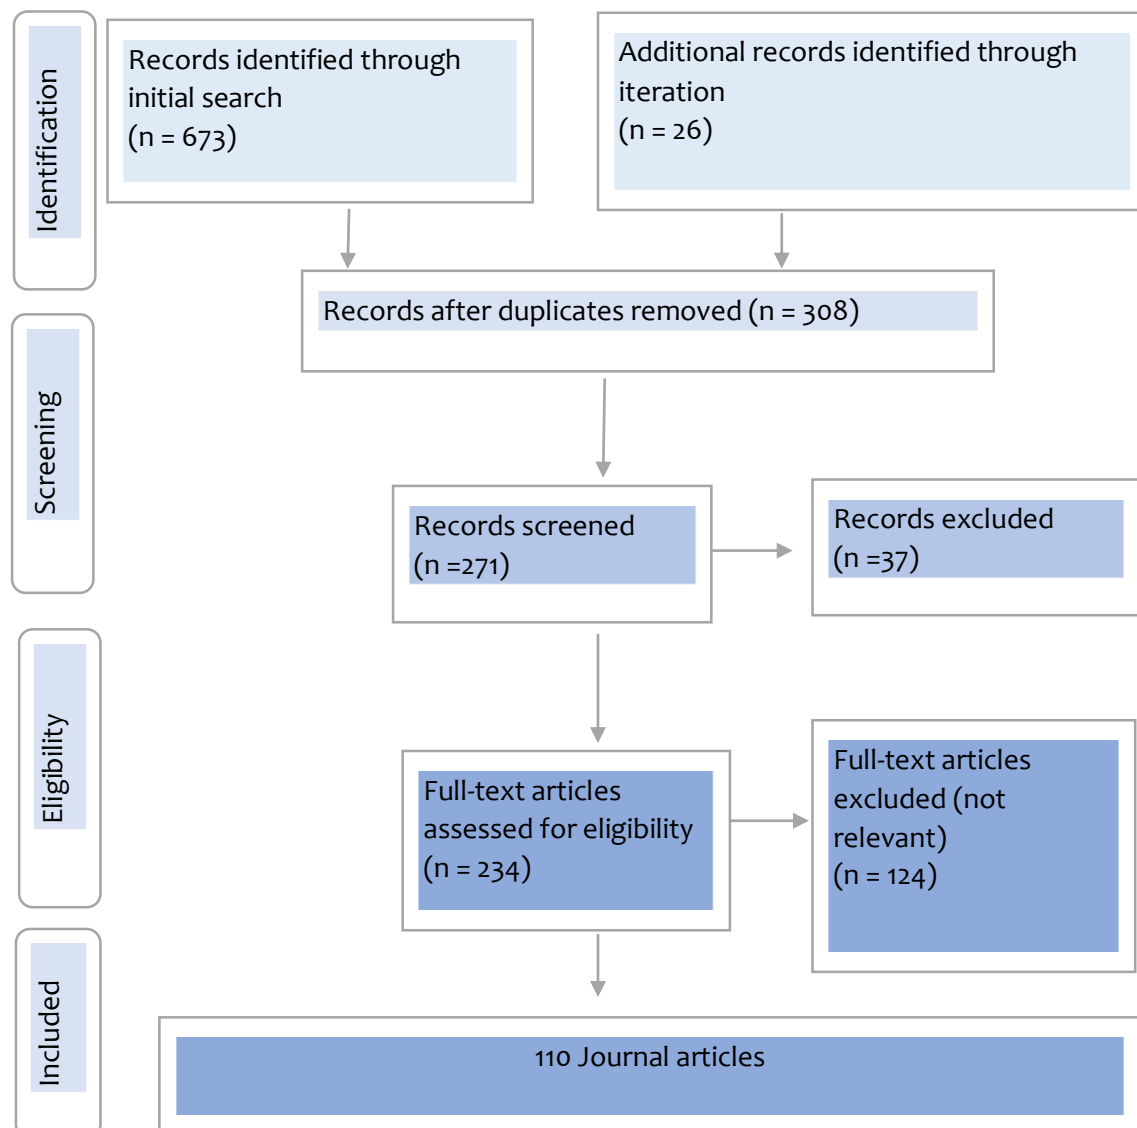 Identification
Records identified through
initial search
(n = 673)
Additional records identified through
iteration
(n = 26)
Records after duplicates removed (n = 308)
Screening
Records screened
(n =271)
Records excluded
(n =37)
Eligibility
Full-text articles
assessed for eligibility
(n = 234)
Full-text articles
excluded (not
relevant)
(n = 124)
Included
110 Journal articles